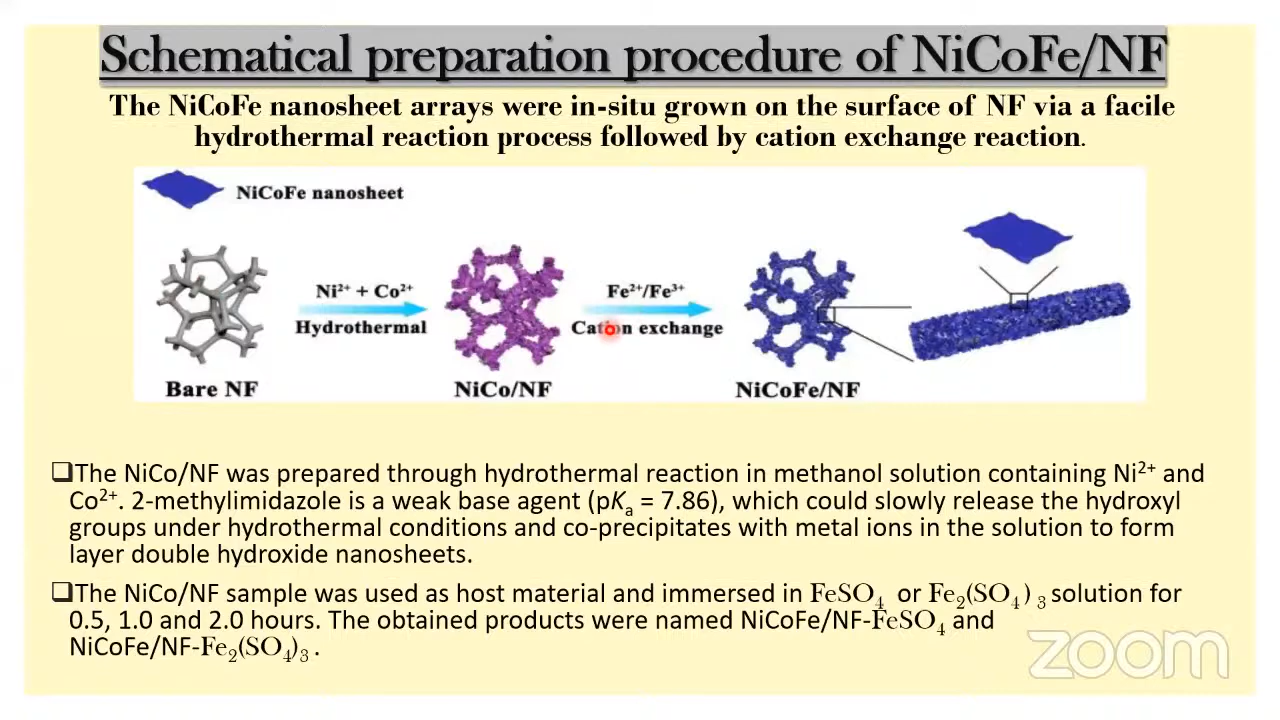 Schematical preparation procedure of NiCoFe/NF
The NiCoFe nanosheet arrays were in-situ grown on the surface of NF via a facile
hydrothermal reaction process followed by cation exchange reaction.
NiCoFe nanosheet
Ni²⁺ + Co²⁺
Hydrothermal
Fe²⁺/Fe³⁺
Cation exchange
Bare NF
NiCo/NF
NiCoFe/NF
❑The NiCo/NF was prepared through hydrothermal reaction in methanol solution containing Ni²⁺ and
Co²⁺. 2-methylimidazole is a weak base agent (pKₐ = 7.86), which could slowly release the hydroxyl
groups under hydrothermal conditions and co-precipitates with metal ions in the solution to form
layer double hydroxide nanosheets.
❑The NiCo/NF sample was used as host material and immersed in FeSO₄ or Fe₂(SO₄)₃ solution for
0.5, 1.0 and 2.0 hours. The obtained products were named NiCoFe/NF-FeSO₄ and
NiCoFe/NF-Fe₂(SO₄)₃ .
zoom